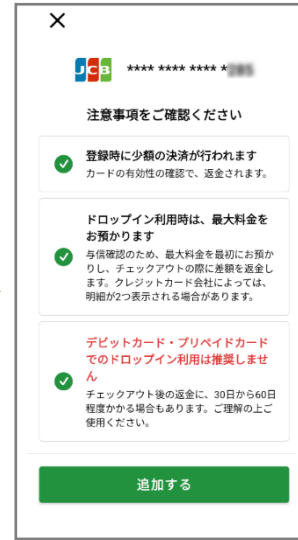 JCB **** **** **** *
注意事項をご確認ください
登録時に少額の決済が行われます
カードの有効性の確認で、返金されます。
ドロップイン利用時は、最大料金を
お預かります
与信確認のため、最大料金を最初にお預か
りし、チェックアウトの際に差額を返金し
ます。クレジットカード会社によっては、
明細が2つ表示される場合があります。
デビットカード・プリペイドカード
でのドロップイン利用は推奨しませ
ん
チェックアウト後の返金に、30日から60日
程度かかる場合もあります。ご理解の上ご
使用ください。
追加する